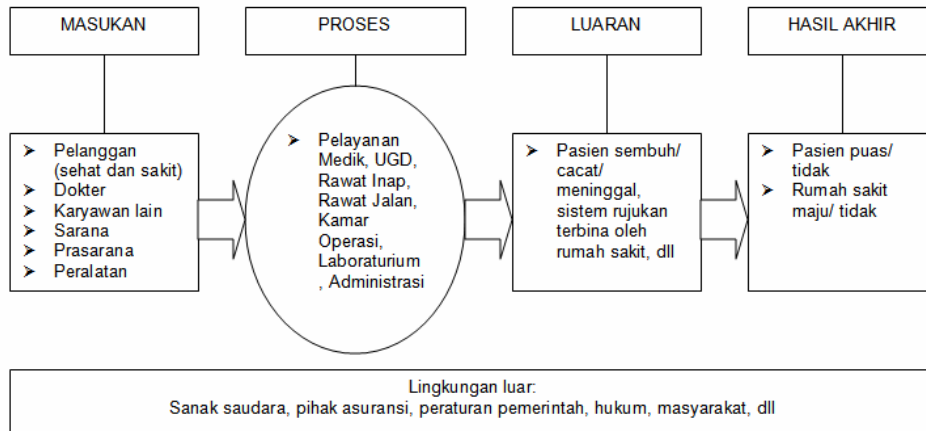 MASUKAN
PROSES
LUARAN
HASIL AKHIR
➤ Pelanggan
(sehat dan sakit)
➤ Dokter
➤ Karyawan lain
➤ Sarana
➤ Prasarana
➤ Peralatan
➤ Pelayanan
Medik, UGD,
Rawat Inap,
Rawat Jalan,
Kamar
Operasi,
Laboraturium
, Administrasi
➤ Pasien sembuh/
cacat/
meninggal,
sistem rujukan
terbina oleh
rumah sakit, dll
➤ Pasien puas/
tidak
➤ Rumah sakit
maju/ tidak
Lingkungan luar:
Sanak saudara, pihak asuransi, peraturan pemerintah, hukum, masyarakat, dll